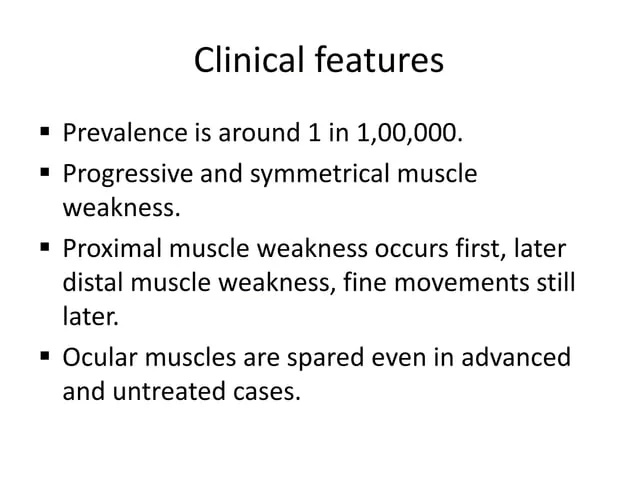 Clinical features
▪ Prevalence is around 1 in 1,00,000.
▪ Progressive and symmetrical muscle
weakness.
▪ Proximal muscle weakness occurs first, later
distal muscle weakness, fine movements still
later.
▪ Ocular muscles are spared even in advanced
and untreated cases.